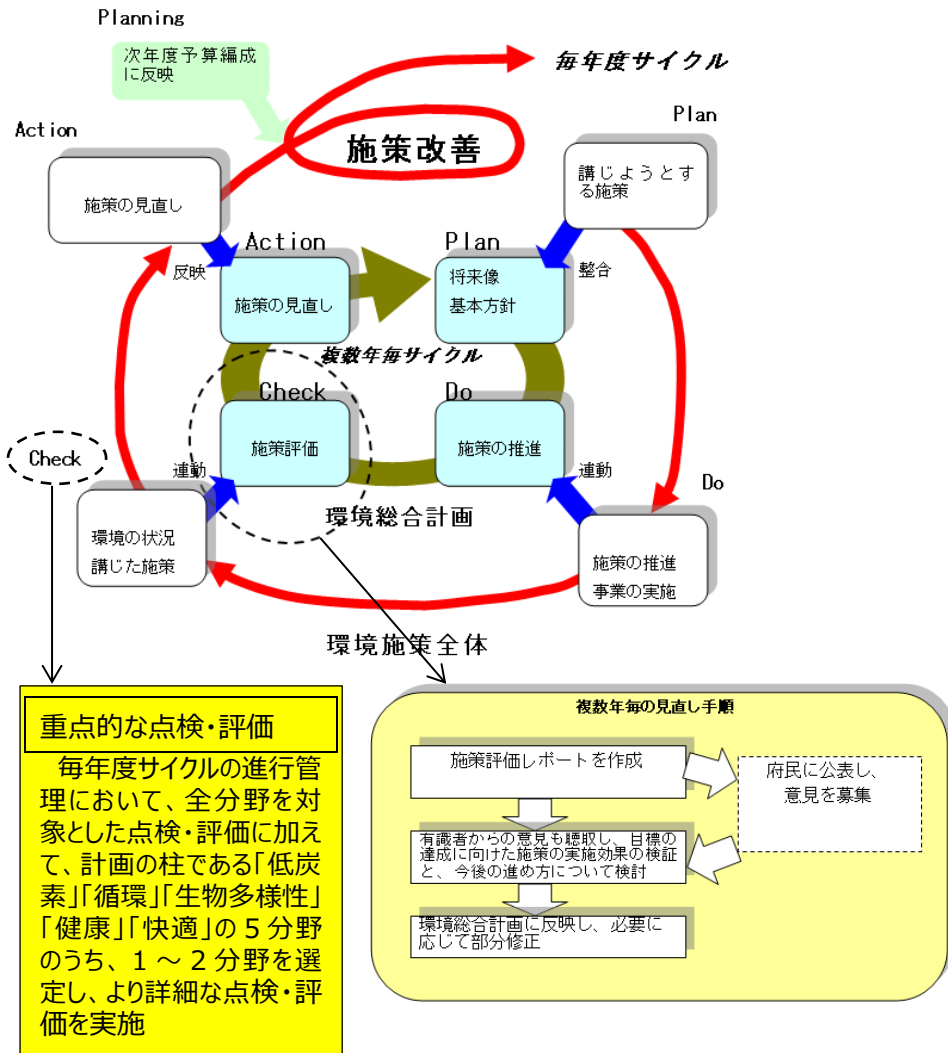 Planning
次年度予算編成
に反映
毎年度サイクル
Action
Plan
施策改善
施策の見直し
講じようとす
る施策
Action
Plan
反映
整合
施策の見直し
将来像
基本方針
複数年毎サイクル
Check
Do
施策評価
施策の推進
Check
連動
連動
Do
環境総合計画
環境の状況
講じた施策
施策の推進
事業の実施
環境施策全体
重点的な点検・評価
毎年度サイクルの進行管
理において、全分野を対
象とした点検・評価に加え
て、計画の柱である「低炭
素」「循環」「生物多様性」
「健康」「快適」の5分野
のうち、1～2分野を選
定し、より詳細な点検・評
価を実施
複数年毎の見直し手順
施策評価レポートを作成
府民に公表し、
意見を募集
有識者からの意見も聴取し、目標の
達成に向けた施策の実施効果の検証
と、今後の進め方について検討
環境総合計画に反映し、必要に
応じて部分修正